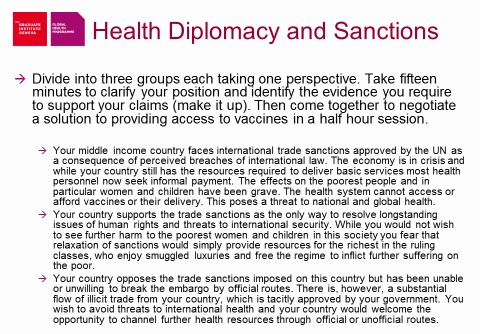 THE
GRADUATE
INSTITUTE
GENEVA
GLOBAL
HEALTH
PROGRAMME
Health Diplomacy and Sanctions
→ Divide into three groups each taking one perspective. Take fifteen
minutes to clarify your position and identify the evidence you require
to support your claims (make it up). Then come together to negotiate
a solution to providing access to vaccines in a half hour session.
→ Your middle income country faces international trade sanctions approved by the UN as
a consequence of perceived breaches of international law. The economy is in crisis and
while your country still has the resources required to deliver basic services most health
personnel now seek informal payment. The effects on the poorest people and in
particular women and children have been grave. The health system cannot access or
afford vaccines or their delivery. This poses a threat to national and global health.
→ Your country supports the trade sanctions as the only way to resolve longstanding
issues of human rights and threats to international security. While you would not wish
to see further harm to the poorest women and children in this society you fear that
relaxation of sanctions would simply provide resources for the richest in the ruling
classes, who enjoy smuggled luxuries and free the regime to inflict further suffering on
the poor.
→ Your country opposes the trade sanctions imposed on this country but has been unable
or unwilling to break the embargo by official routes. There is, however, a substantial
flow of illicit trade from your country, which is tacitly approved by your government. You
wish to avoid threats to international health and your country would welcome the
opportunity to channel further health resources through official or unofficial routes.